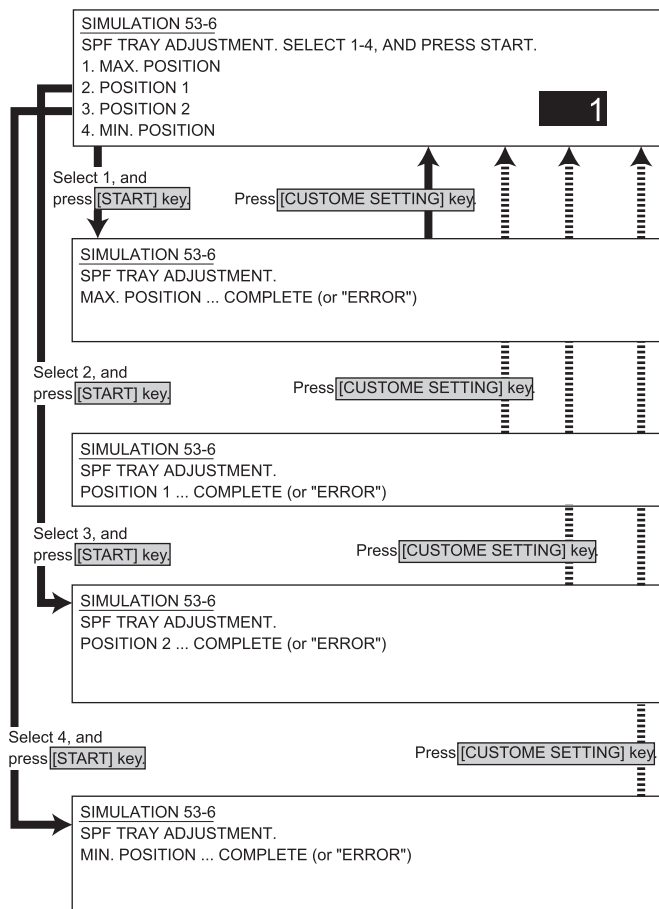 SIMULATION 53-6
SPF TRAY ADJUSTMENT. SELECT 1-4, AND PRESS START.
1. MAX. POSITION
2. POSITION 1
3. POSITION 2
4. MIN. POSITION
1
Select 1, and
press [START] key.
Press [CUSTOME SETTING] key.
SIMULATION 53-6
SPF TRAY ADJUSTMENT.
MAX. POSITION ... COMPLETE (or "ERROR")
Select 2, and
press [START] key.
Press [CUSTOME SETTING] key.
SIMULATION 53-6
SPF TRAY ADJUSTMENT.
POSITION 1 ... COMPLETE (or "ERROR")
Select 3, and
press [START] key.
Press [CUSTOME SETTING] key.
SIMULATION 53-6
SPF TRAY ADJUSTMENT.
POSITION 2 ... COMPLETE (or "ERROR")
Select 4, and
press [START] key.
Press [CUSTOME SETTING] key.
SIMULATION 53-6
SPF TRAY ADJUSTMENT.
MIN. POSITION ... COMPLETE (or "ERROR")